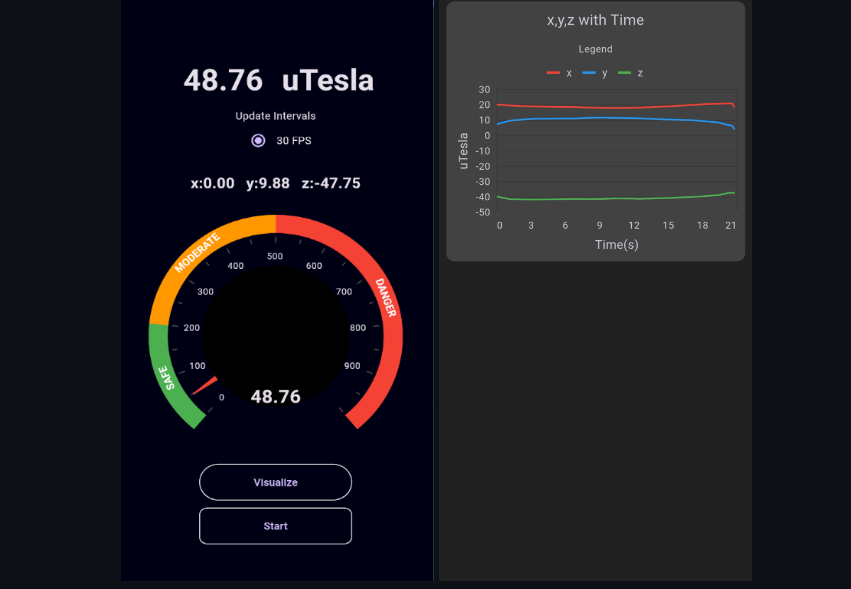 48.76 uTesla
Update Intervals
30 FPS
x:0.00 y:9.88 z:-47.75
SAFE
MODERATE
DANGER
0
100
200
300
400
500
600
700
800
900
48.76
Visualize
Start
x,y,z with Time
Legend
x y z
uTesla
30
20
10
0
-10
-20
-30
-40
-50
0 3 6 9 12 15 18 21
Time(s)